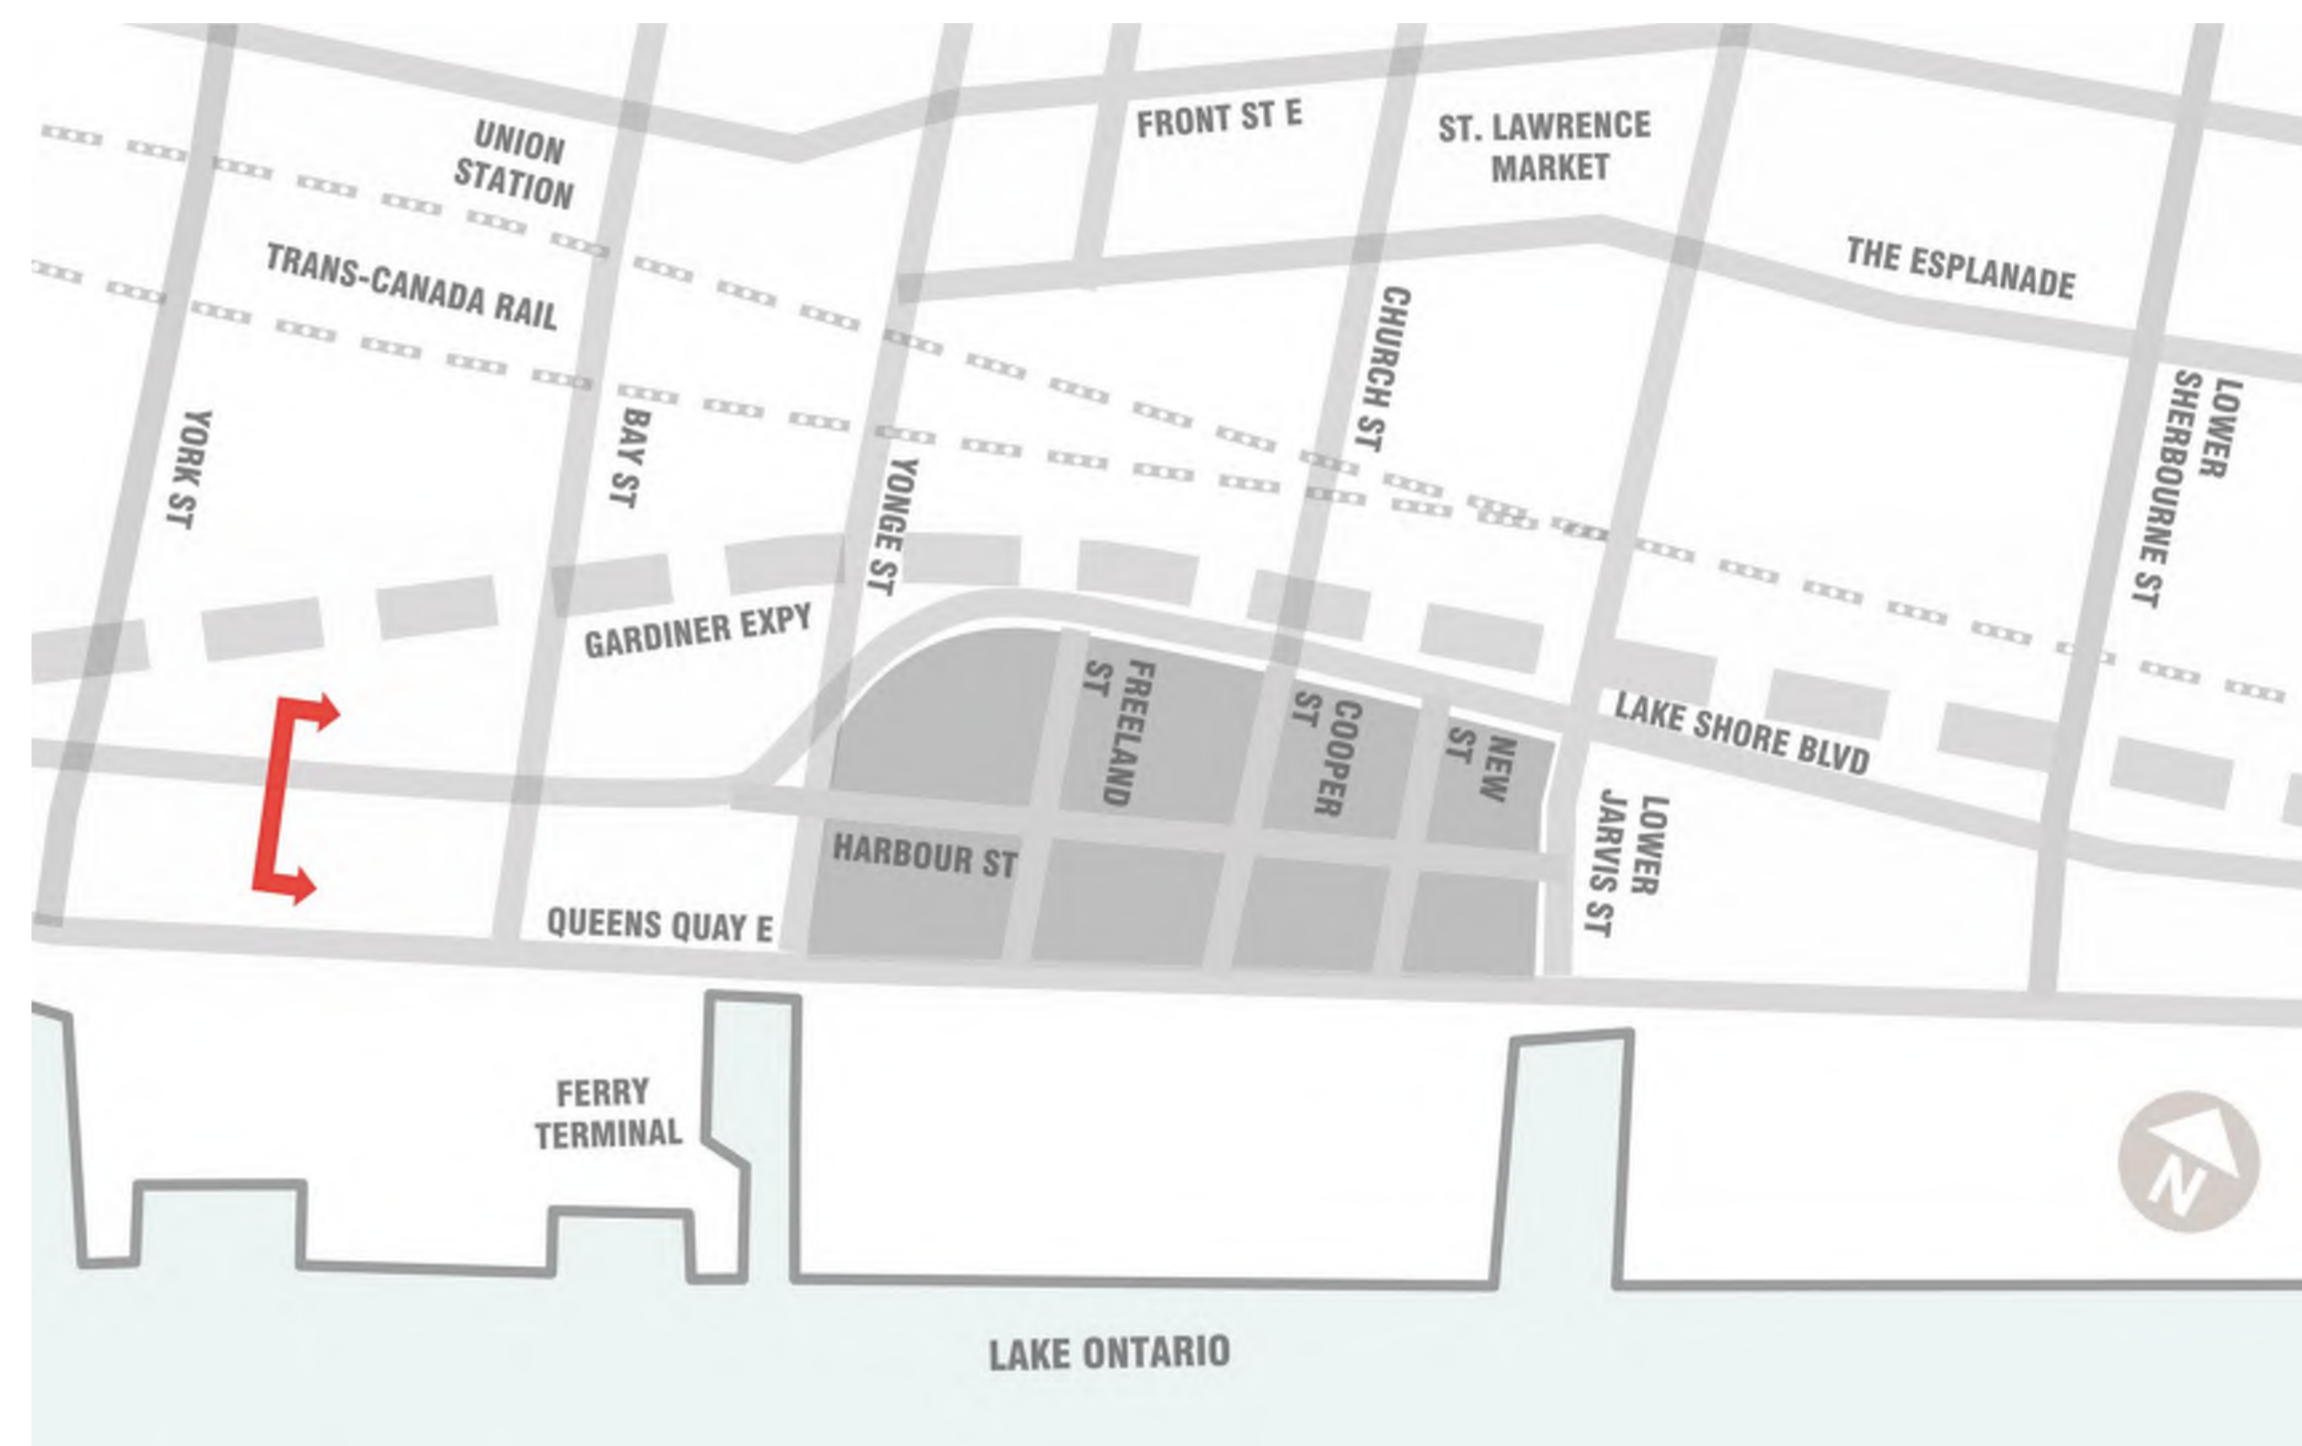 FRONT ST E
ST. LAWRENCE
MARKET
UNION
STATION
TRANS-CANADA RAIL
THE ESPLANADE
CHURCH ST
LOWER
SHERBOURNE ST
YORK ST
BAY ST
YONGE ST
GARDINER EXPY
FREELAND
ST
COOPER
ST
NEW
ST
LAKE SHORE BLVD
LOWER
JARVIS ST
HARBOUR ST
QUEENS QUAY E
FERRY
TERMINAL
N
LAKE ONTARIO